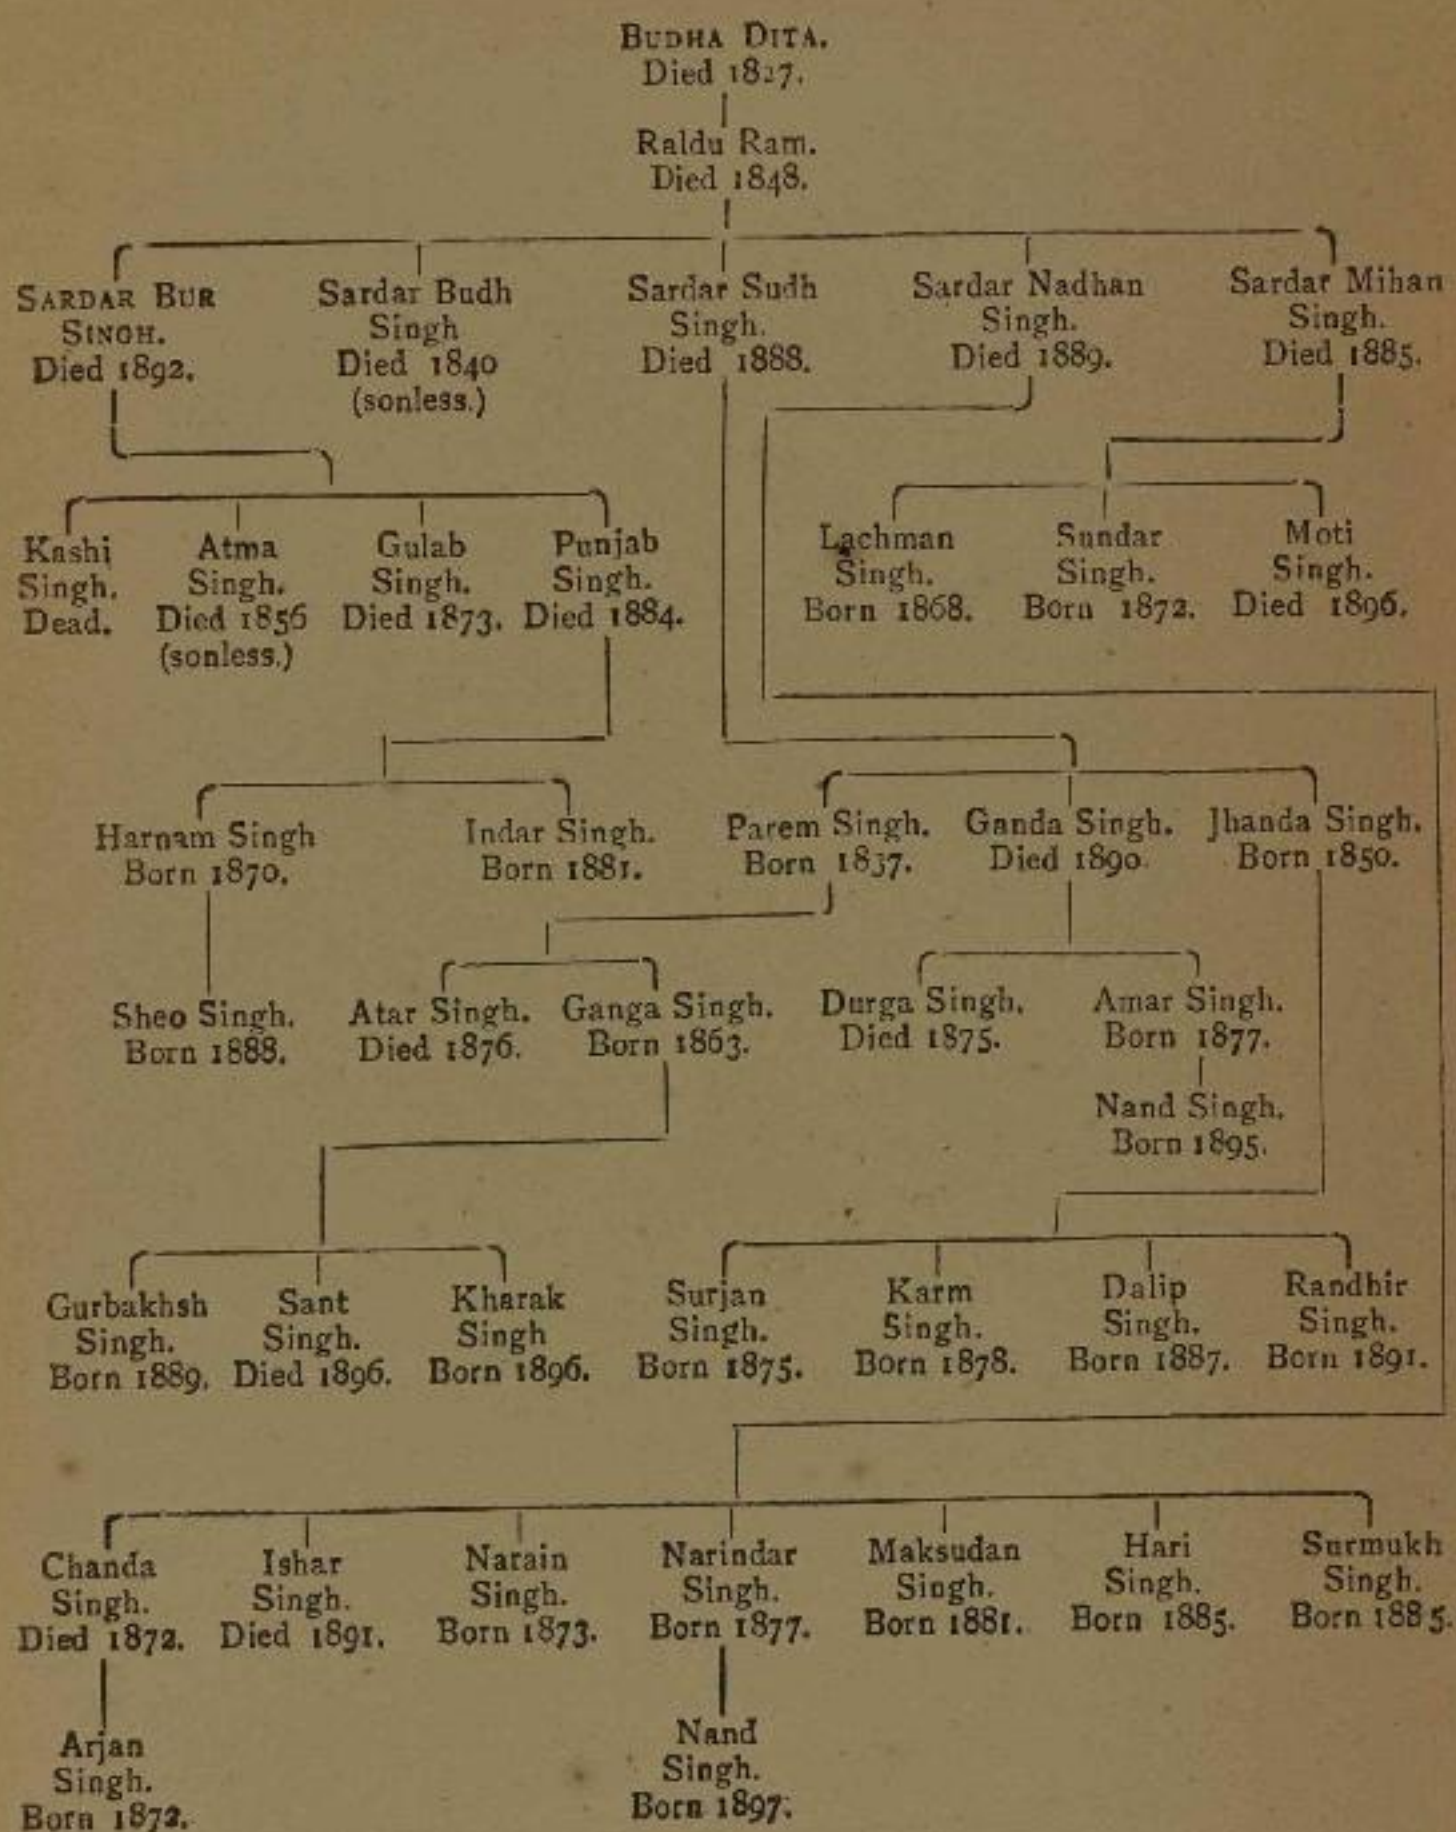 BUDHA DITA.
Died 1827.
Raldu Ram.
Died 1848.
SARDAR BUR
SINGH.
Died 1892.
Sardar Budh
Singh
Died 1840
(sonless.)
Sardar Sudh
Singh.
Died 1888.
Sardar Nadhan
Singh.
Died 1889.
Sardar Mihan
Singh.
Died 1885.
Kashi
Singh.
Dead.
Atma
Singh.
Died 1856
(sonless.)
Gulab
Singh.
Died 1873.
Punjab
Singh.
Died 1884.
Lachman
Singh.
Born 1868.
Sundar
Singh.
Born 1872.
Moti
Singh.
Died 1896.
Harnam Singh
Born 1870.
Indar Singh.
Born 1881.
Parem Singh.
Born 1837.
Ganda Singh.
Died 1890.
Jhanda Singh.
Born 1850.
Sheo Singh.
Born 1888.
Atar Singh.
Died 1876.
Ganga Singh.
Born 1863.
Durga Singh.
Died 1875.
Amar Singh.
Born 1877.
Nand Singh.
Born 1895.
Gurbakhsh
Singh.
Born 1889.
Sant
Singh.
Died 1896.
Kharak
Singh
Born 1896.
Surjan
Singh.
Born 1875.
Karm
Singh.
Born 1878.
Dalip
Singh.
Born 1887.
Randhir
Singh.
Born 1891.
Chanda
Singh.
Died 1872.
Ishar
Singh.
Died 1891.
Narain
Singh.
Born 1873.
Narindar
Singh.
Born 1877.
Maksudan
Singh.
Born 1881.
Hari
Singh.
Born 1885.
Surmukh
Singh.
Born 1885.
Arjan
Singh.
Born 1872.
Nand
Singh.
Born 1897.